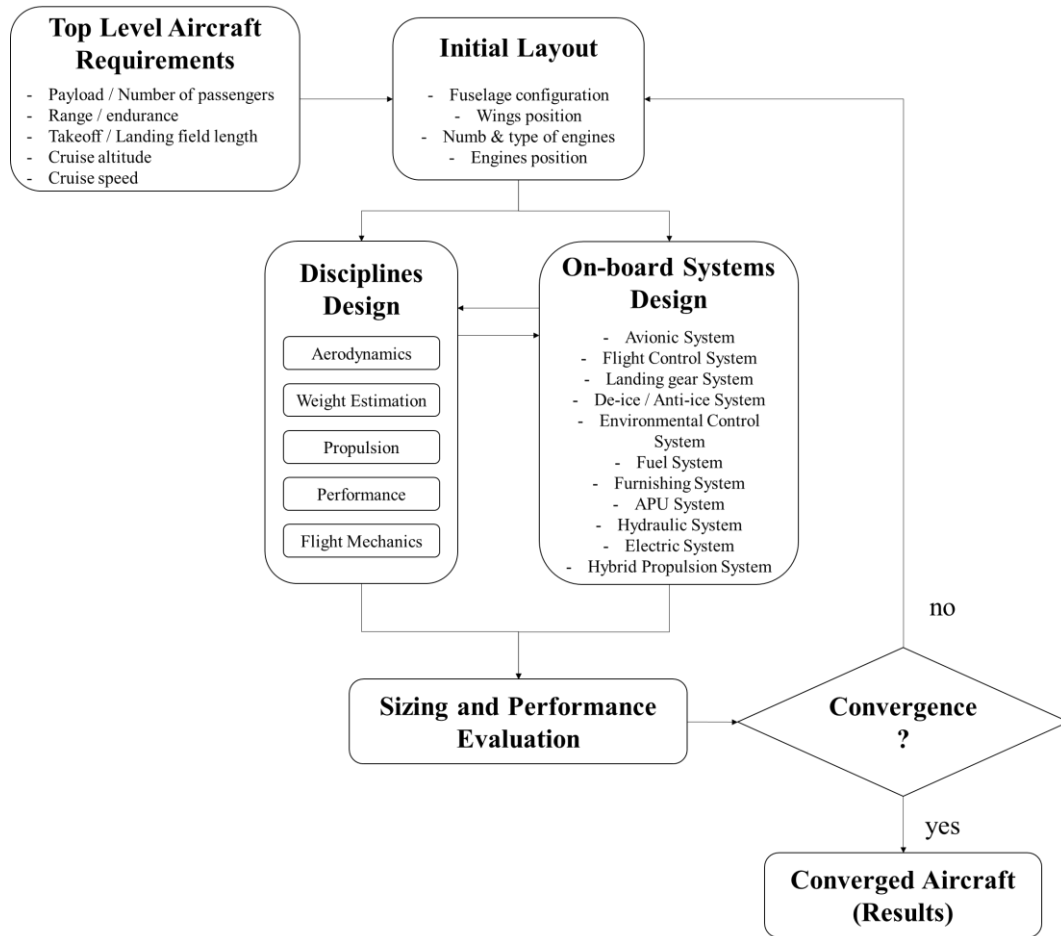 Top Level Aircraft
Requirements
- Payload / Number of passengers
- Range / endurance
- Takeoff / Landing field length
- Cruise altitude
- Cruise speed
Initial Layout
- Fuselage configuration
- Wings position
- Numb & type of engines
- Engines position
Disciplines
Design
Aerodynamics
Weight Estimation
Propulsion
Performance
Flight Mechanics
On-board Systems
Design
- Avionic System
- Flight Control System
- Landing gear System
- De-ice / Anti-ice System
- Environmental Control
System
- Fuel System
- Furnishing System
- APU System
- Hydraulic System
- Electric System
- Hybrid Propulsion System
Sizing and Performance
Evaluation
Convergence
?
no
yes
Converged Aircraft
(Results)